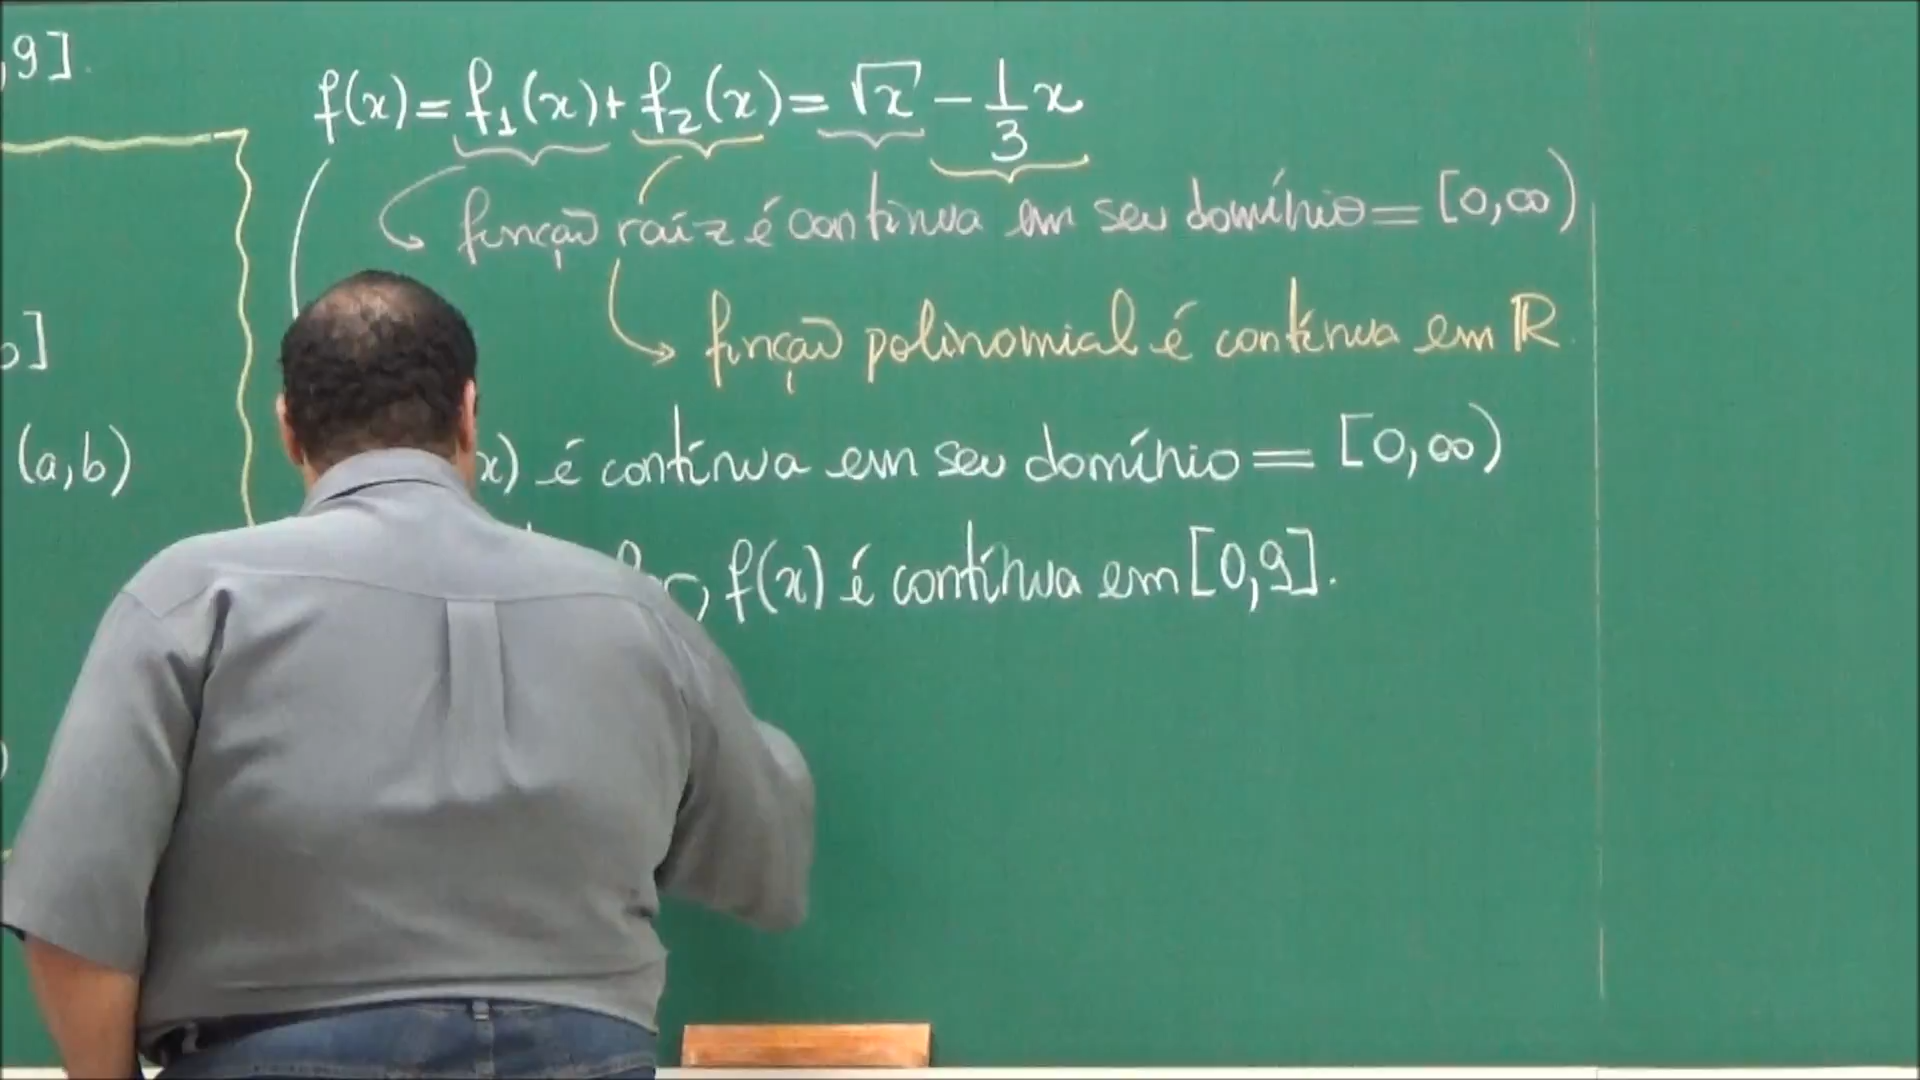 ,9].
f(x)=f₁(x)+f₂(x)=√x - 1/3 x
função raíz é contínua em seu domínio=[0,∞)
função polinomial é contínua em ℝ.
]
(a,b)
x) é contínua em seu domínio=[0,∞)
, f(x) é contínua em [0,9].
)